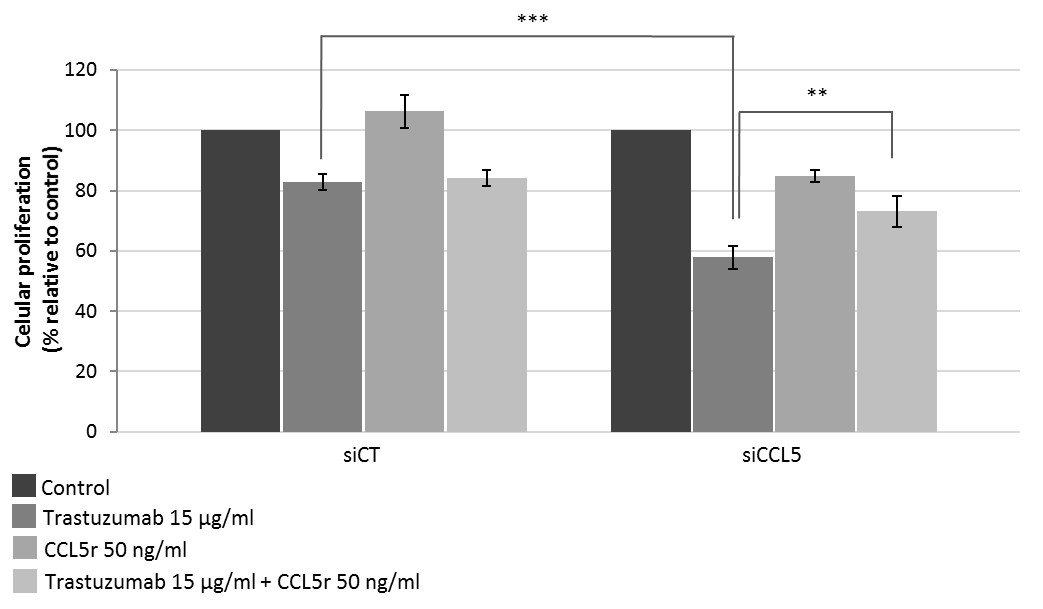 ***
120
**
100
80
60
40
20
0
Celular proliferation
(% relative to control)
siCT
siCCL5
Control
Trastuzumab 15 µg/ml
CCL5r 50 ng/ml
Trastuzumab 15 µg/ml + CCL5r 50 ng/ml